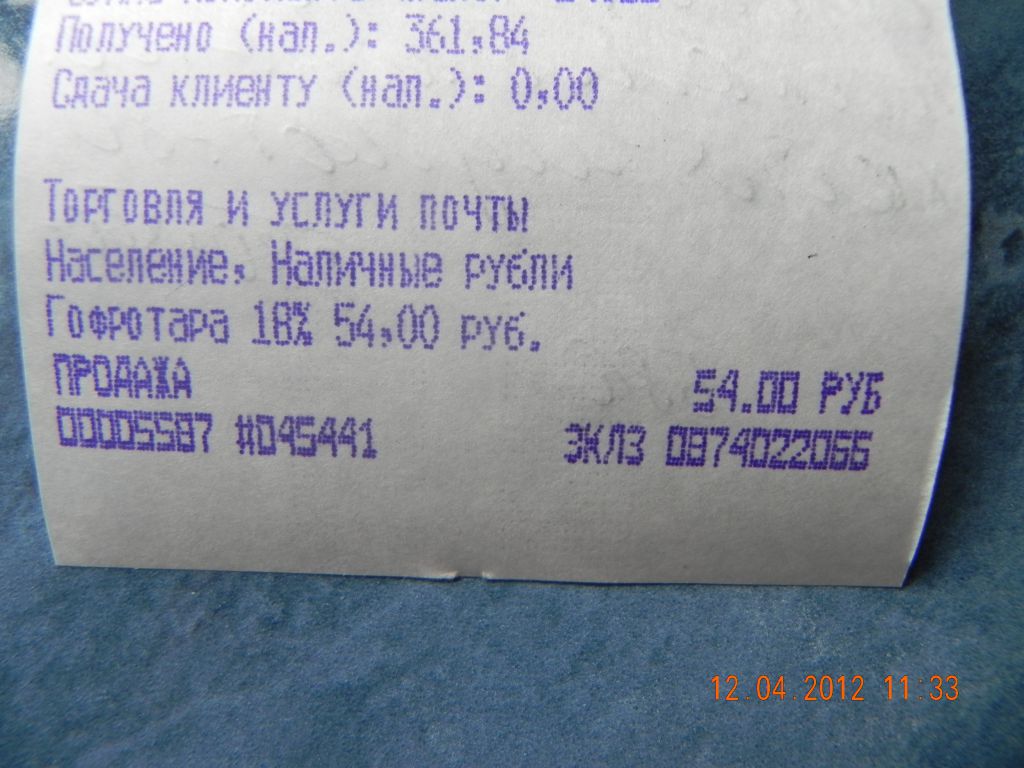 Получено (нал.): 361,84
Сдача клиенту (нал.): 0,00
Торговля и услуги почты
Население, Наличные рубли
Гофротара 18% 54,00 руб.
ПРОДАЖА 54.00 РУБ
00005587 #045441 ЭКЛЗ 0874022066
12.04.2012 11:33